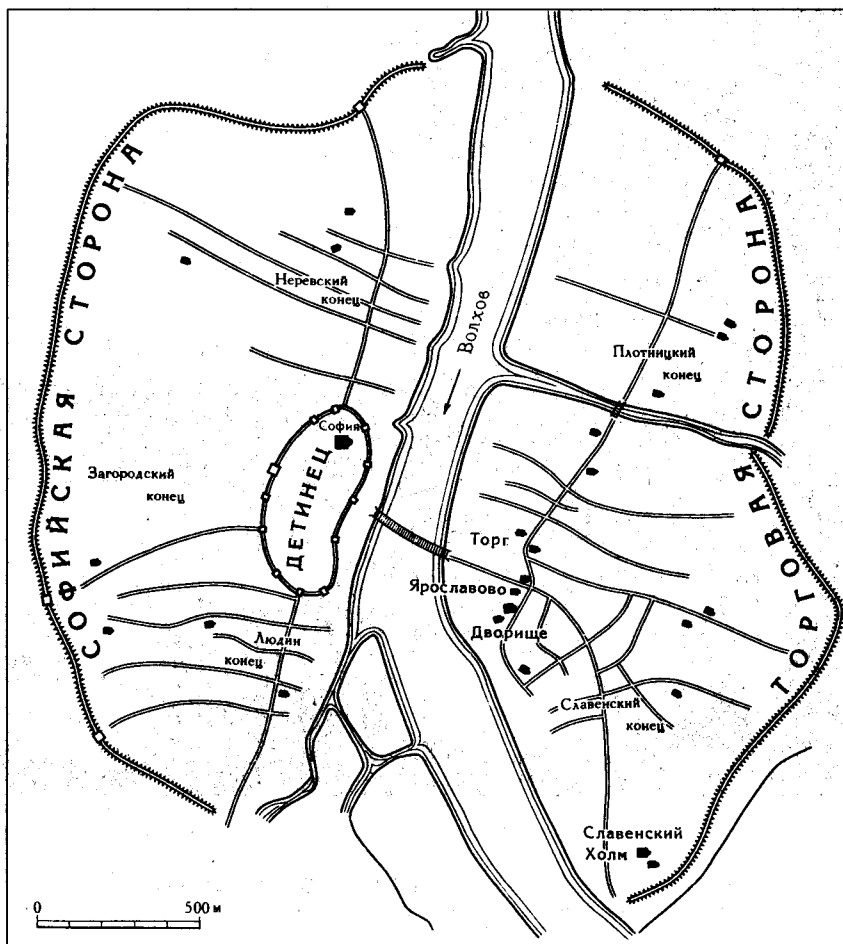 СОФИЙСКАЯ СТОРОНА
ТОРГОВАЯ СТОРОНА
Неревский
конец
Волхов
Плотницкий
конец
София
ДЕТИНЕЦ
Загородский
конец
Торг
Ярославово
Дворище
Людин
конец
Славенский
конец
Славенский
Холм
0 500 м